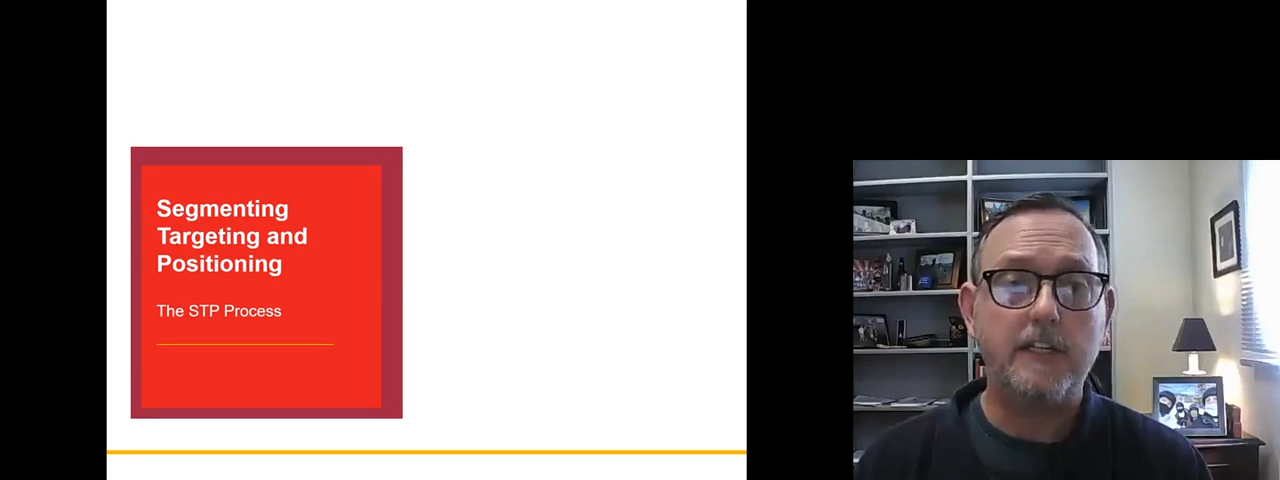 Segmenting
Targeting and
Positioning
The STP Process